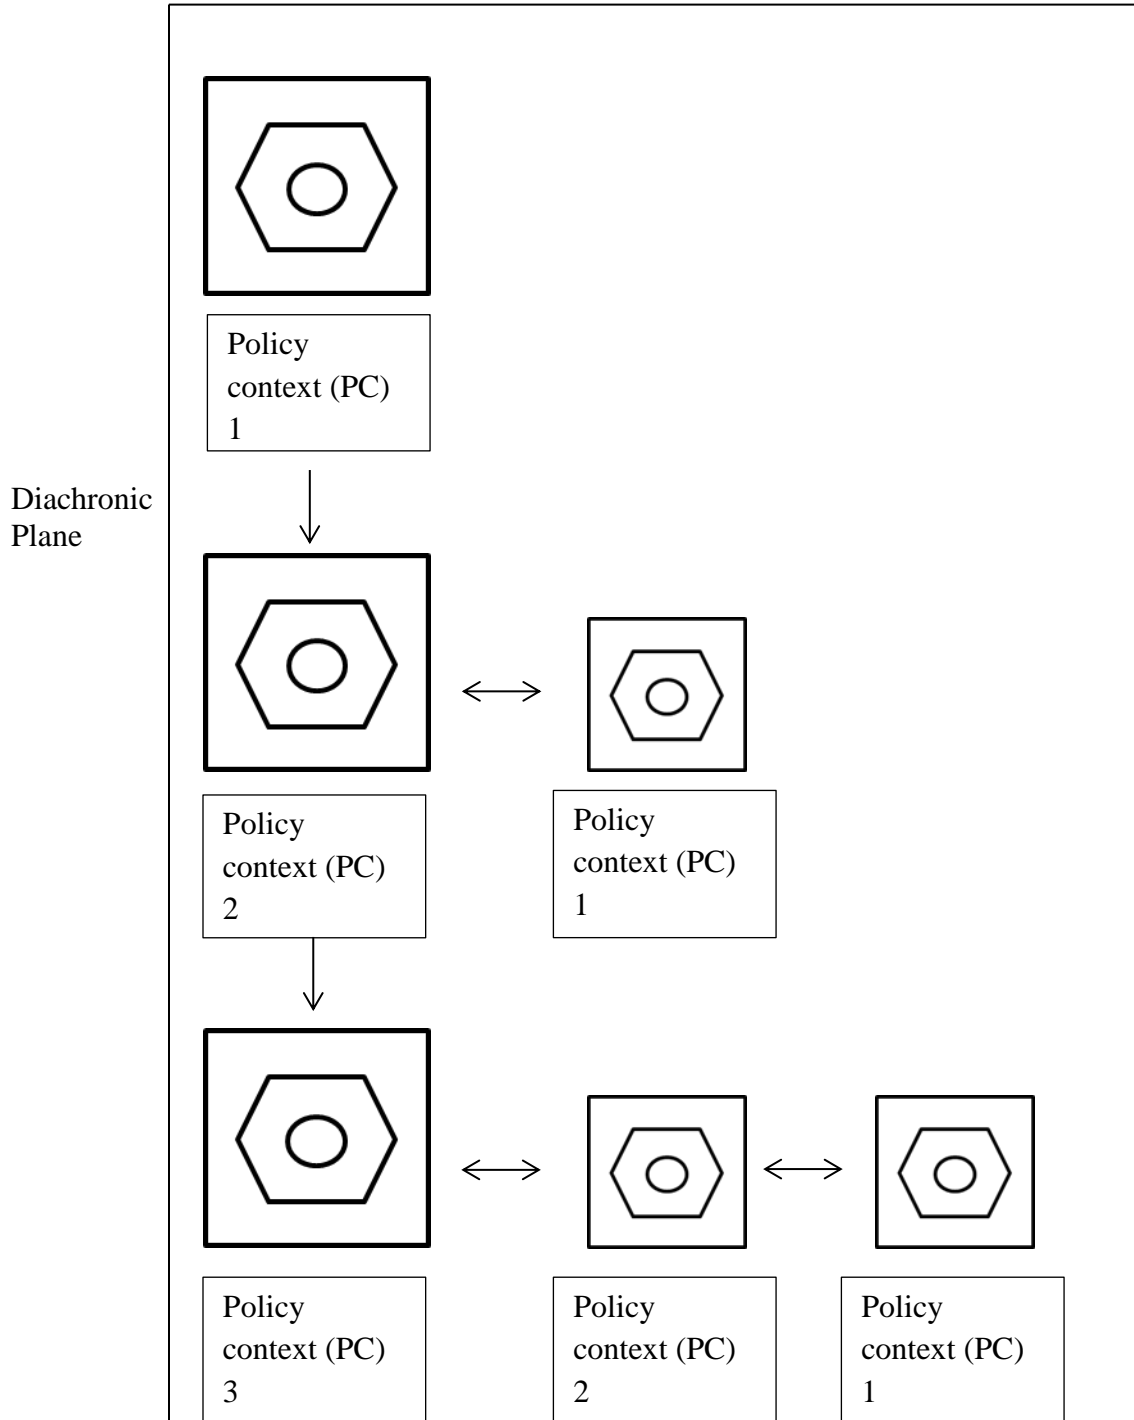 Policy
context (PC)
1
Diachronic
Plane
Policy
context (PC)
2
Policy
context (PC)
1
Policy
context (PC)
3
Policy
context (PC)
2
Policy
context (PC)
1